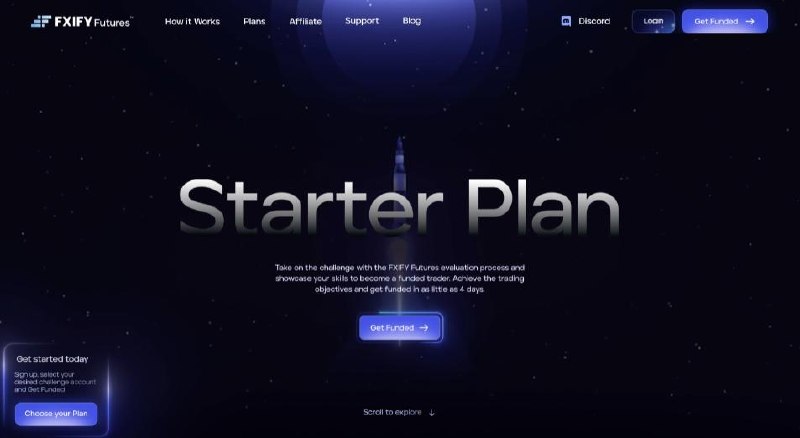 FXIFY Futures
How it Works
Plans
Affiliate
Support
Blog
Discord
Login
Get Funded
Starter Plan
Take on the challenge with the FXIFY Futures evaluation process and
showcase your skills to become a funded trader. Achieve the trading
objectives and get funded in as little as 4 days.
Get Funded
Get started today
Sign up, select your
desired challenge account
and Get Funded
Choose your Plan
Scroll to explore